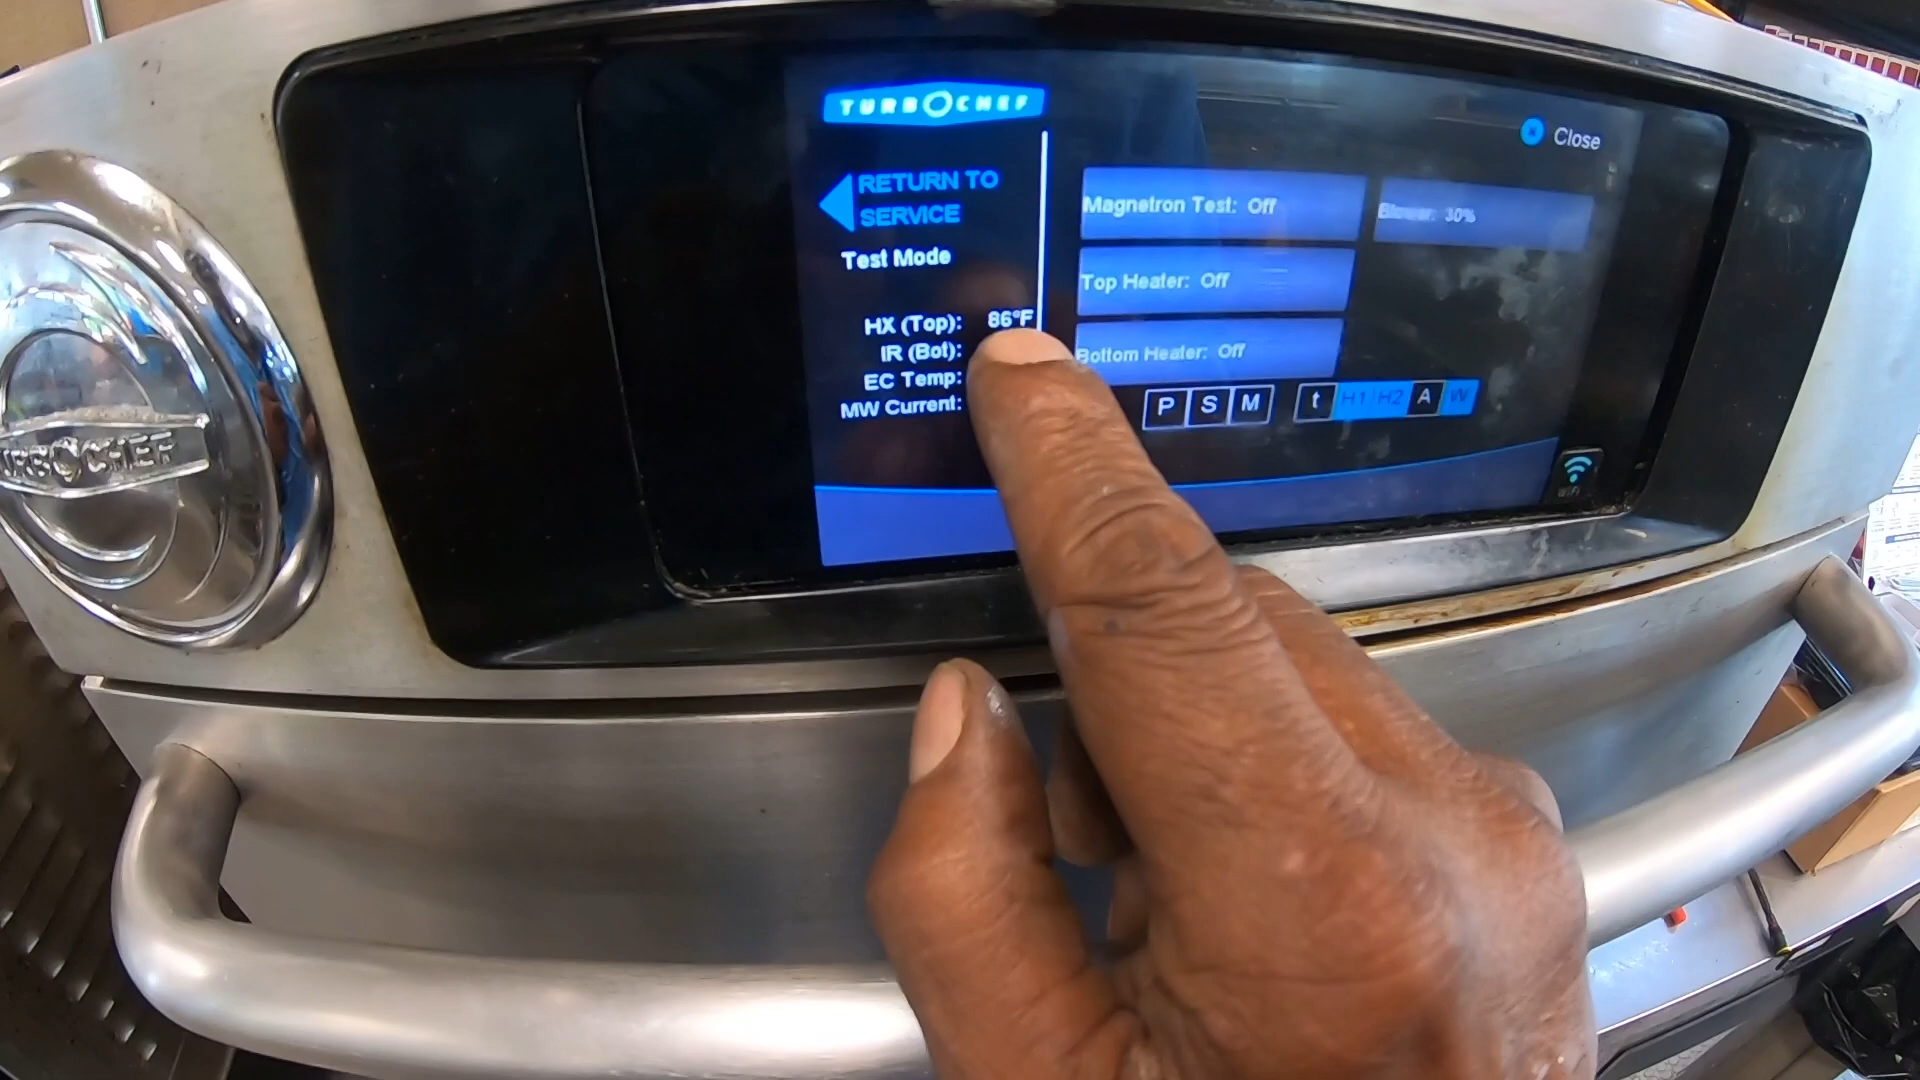 TURBOCHEF
Close
RETURN TO
SERVICE
Test Mode
HX (Top): 86°F
IR (Bot):
EC Temp:
MW Current:
Magnetron Test: Off
Blower: 30%
Top Heater: Off
Bottom Heater: Off
P S M t H1 H2 A W
WiFi
TURBOCHEF